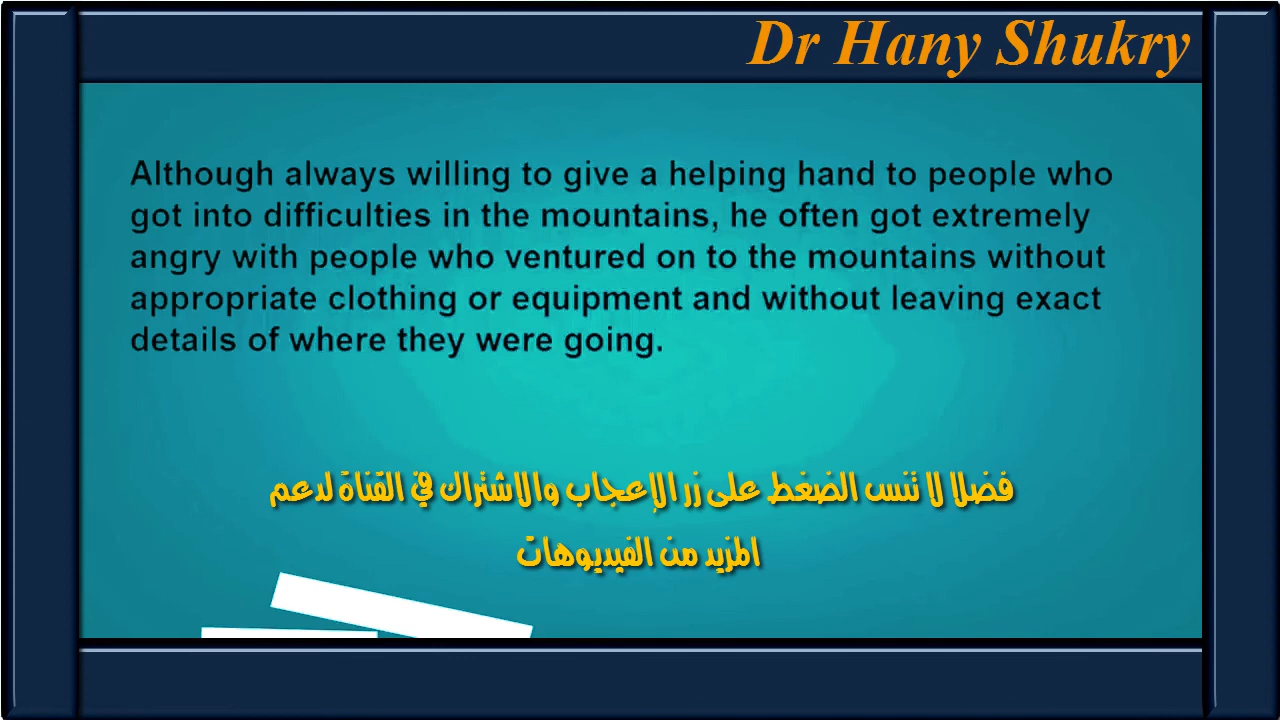 Dr Hany Shukry
Although always willing to give a helping hand to people who
got into difficulties in the mountains, he often got extremely
angry with people who ventured on to the mountains without
appropriate clothing or equipment and without leaving exact
details of where they were going.
فضلا لا تنس الضغط على زر الإعجاب والاشتراك في القناة لدعم
المزيد من الفيديوهات